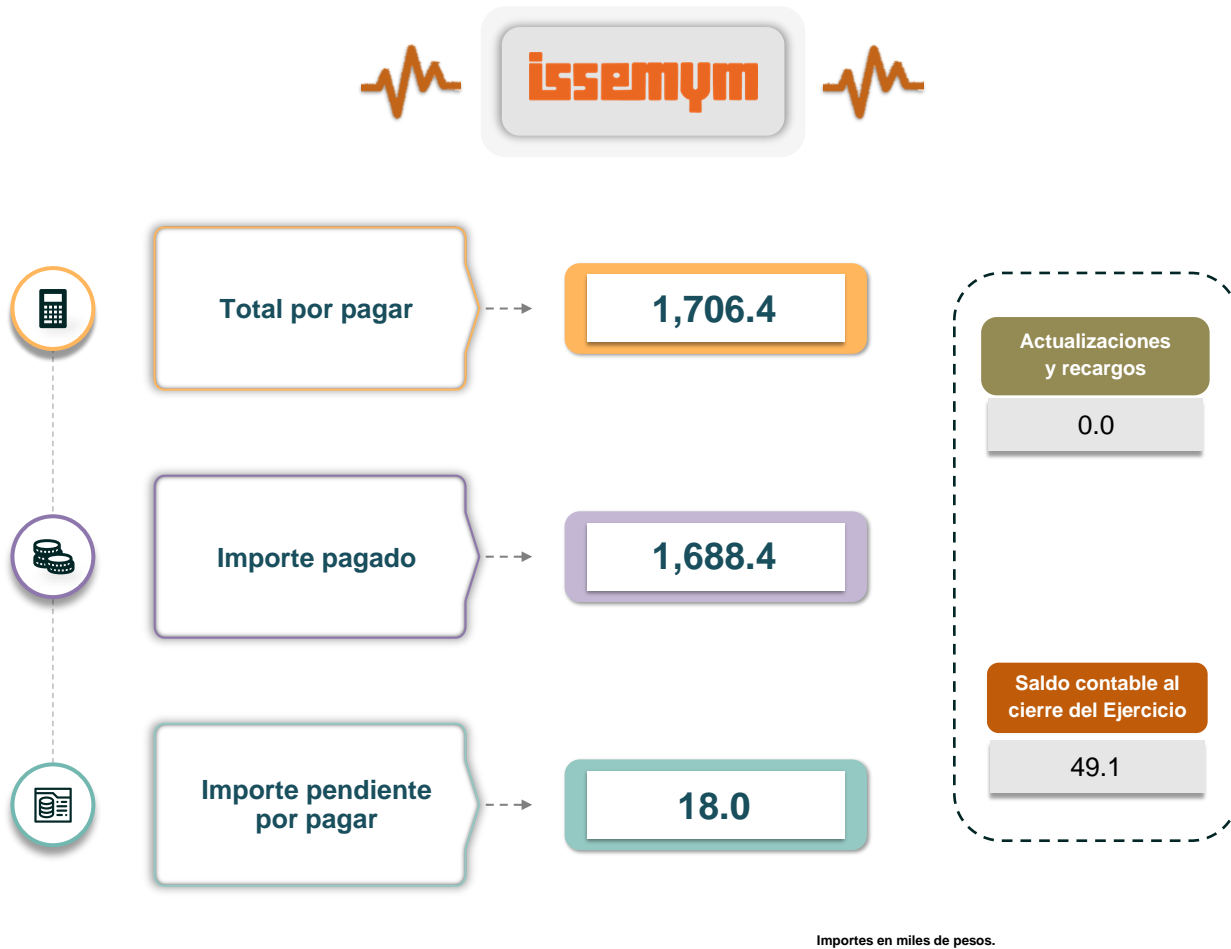 issemym
Total por pagar
1,706.4
Actualizaciones
y recargos
0.0
Importe pagado
1,688.4
Saldo contable al
cierre del Ejercicio
49.1
Importe pendiente
por pagar
18.0
Importes en miles de pesos.